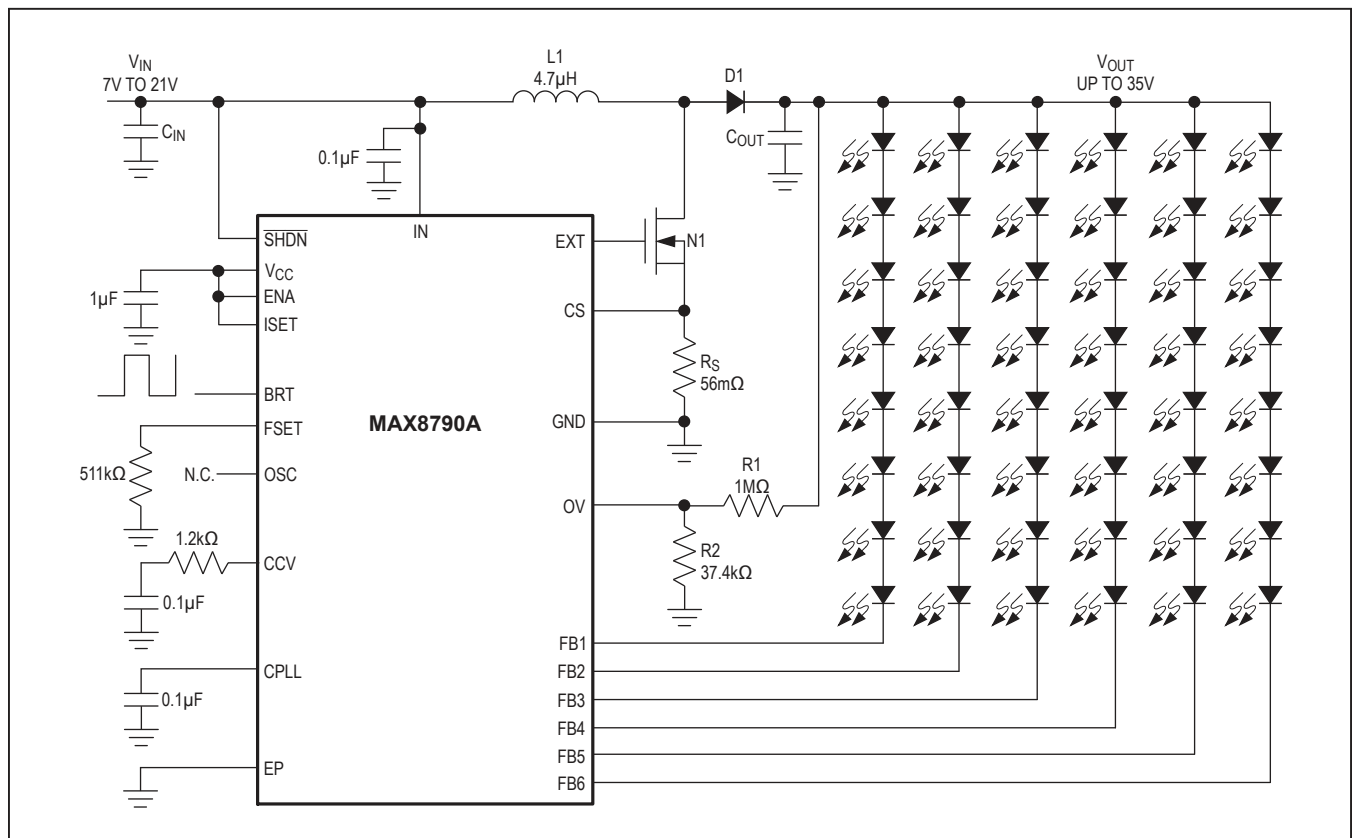 V_IN
7V TO 21V
L1
4.7µH
D1
V_OUT
UP TO 35V
C_IN
0.1µF
C_OUT
SHDN
IN
EXT
N1
V_CC
1µF
ENA
ISET
CS
R_S
56mΩ
BRT
MAX8790A
GND
FSET
511kΩ
N.C.
OSC
R1
1MΩ
OV
1.2kΩ
CCV
R2
37.4kΩ
0.1µF
FB1
CPLL
FB2
0.1µF
FB3
FB4
FB5
EP
FB6